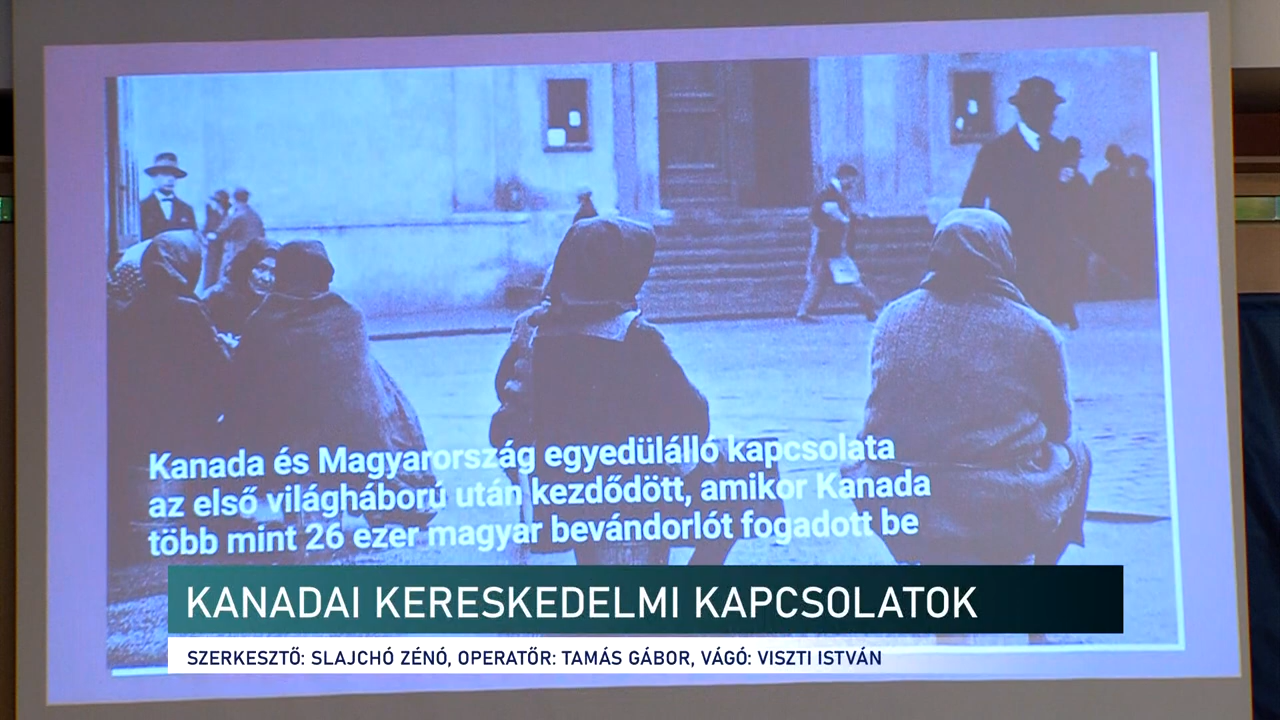 Kanada és Magyarország egyedülálló kapcsolata
az első világháború után kezdődött, amikor Kanada
több mint 26 ezer magyar bevándorlót fogadott be
KANADAI KERESKEDELMI KAPCSOLATOK
SZERKESZTŐ: SLAJCHÓ ZÉNÓ, OPERATŐR: TAMÁS GÁBOR, VÁGÓ: VISZTI ISTVÁN